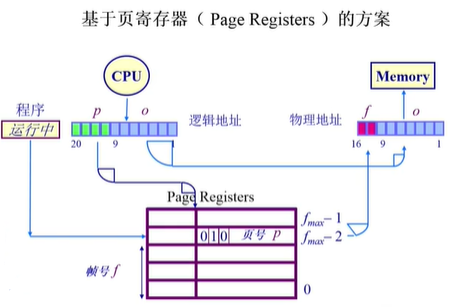 基于页寄存器（Page Registers）的方案
CPU
Memory
程序
运行中
p
o
逻辑地址
20
9
1
物理地址
f
o
16
9
1
Page Registers
f max – 1
0 1 0 页号 p
f max – 2
帧号 f
0